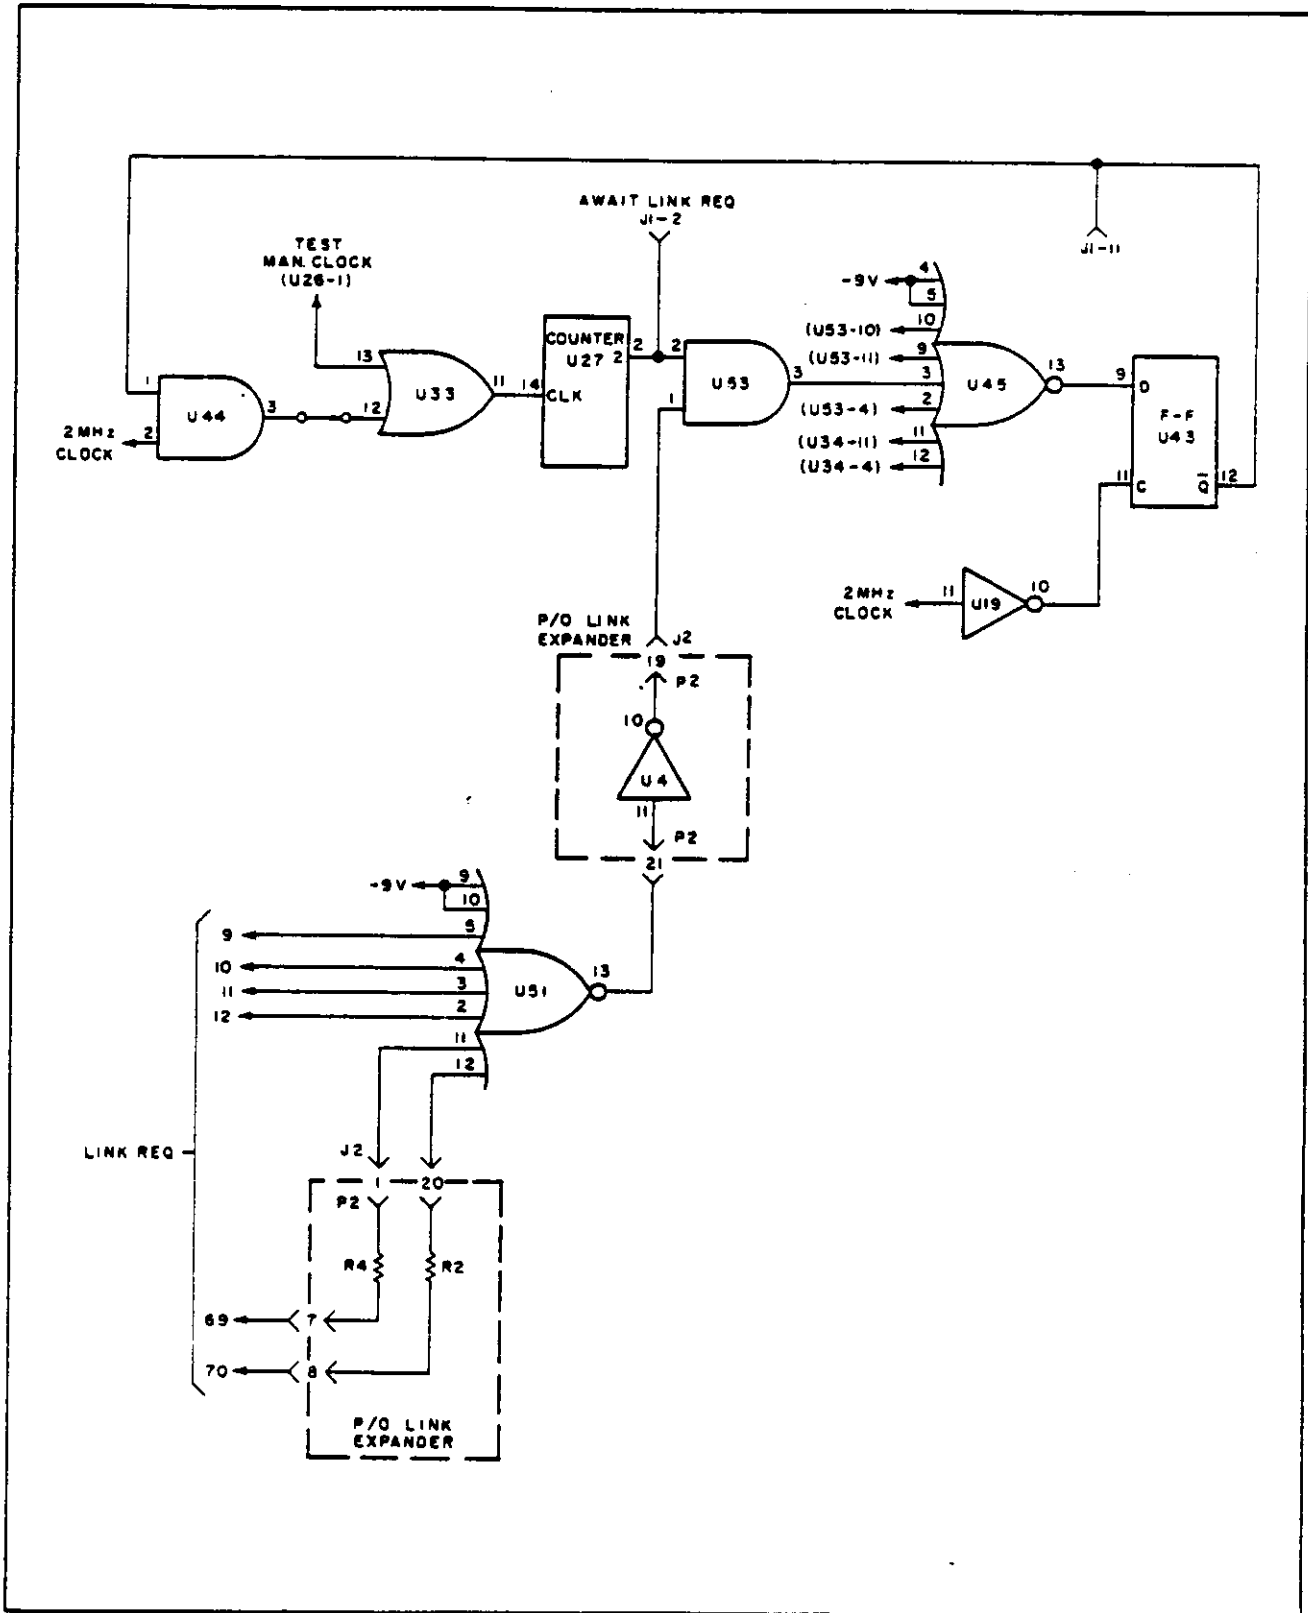 AWAIT LINK REQ
J1-2
J1-11
TEST
MAN. CLOCK
(U26-1)
-9V
4
5
(U53-10) 10
(U53-11) 9
3
(U53-4) 2
(U34-11) 11
(U34-4) 12
U45
13
1
2
U44
3
2MHz
CLOCK
13
12
U33
11
14
COUNTER
U27 2
CLK
2
2
1
U53
3
9
D
F-F
U43
11
C
Q̅
12
2MHz
CLOCK
11
U19
10
P/O LINK
EXPANDER
J2
19
P2
10
U4
11
P2
21
-9V
9
10
9
5
10
4
11
3
12
2
11
12
U51
13
LINK REQ
J2
1
20
P2
R4
R2
69
7
70
8
P/O LINK
EXPANDER